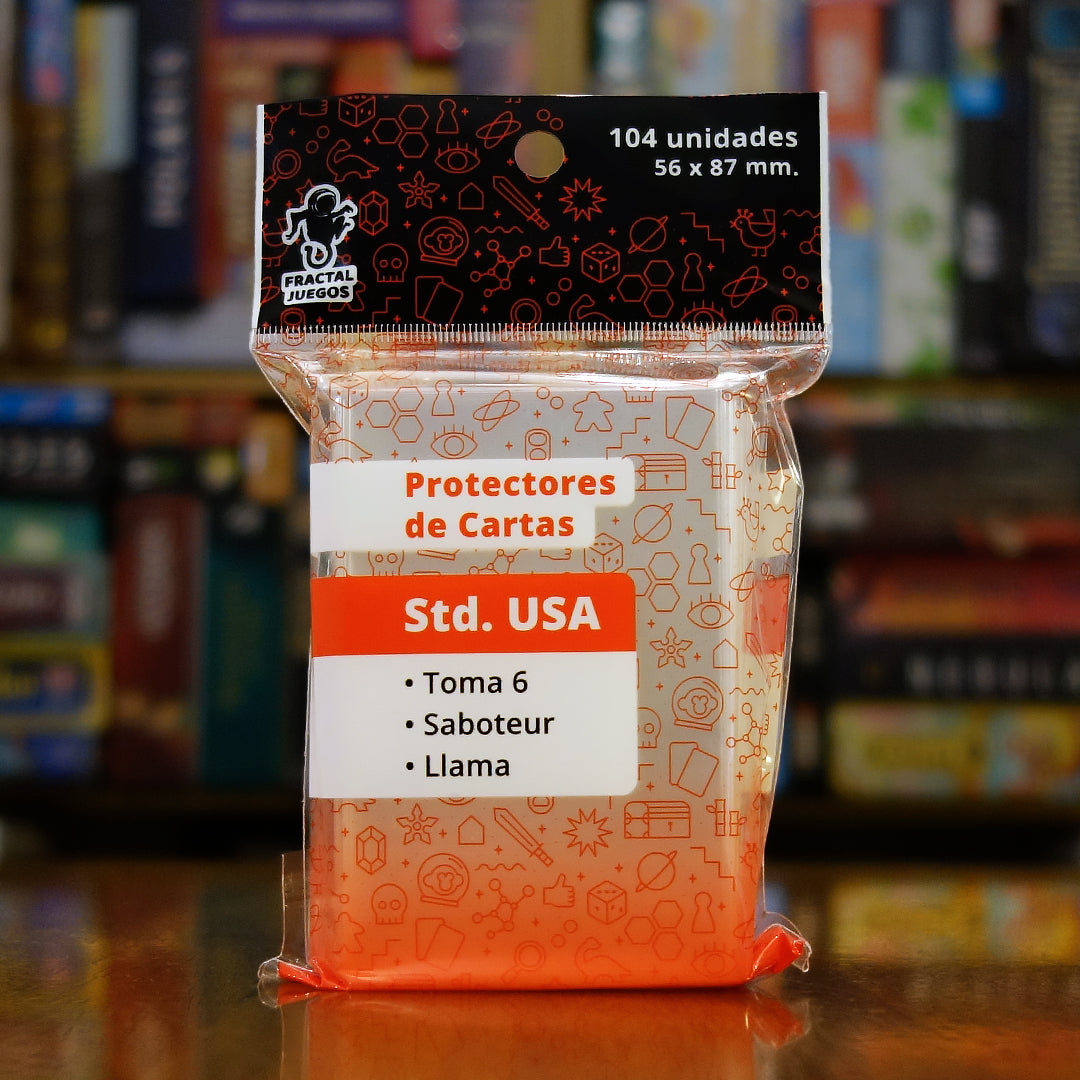 104 unidades
56 x 87 mm.
FRACTAL
JUEGOS
Protectores
de Cartas
Std. USA
• Toma 6
• Saboteur
• Llama